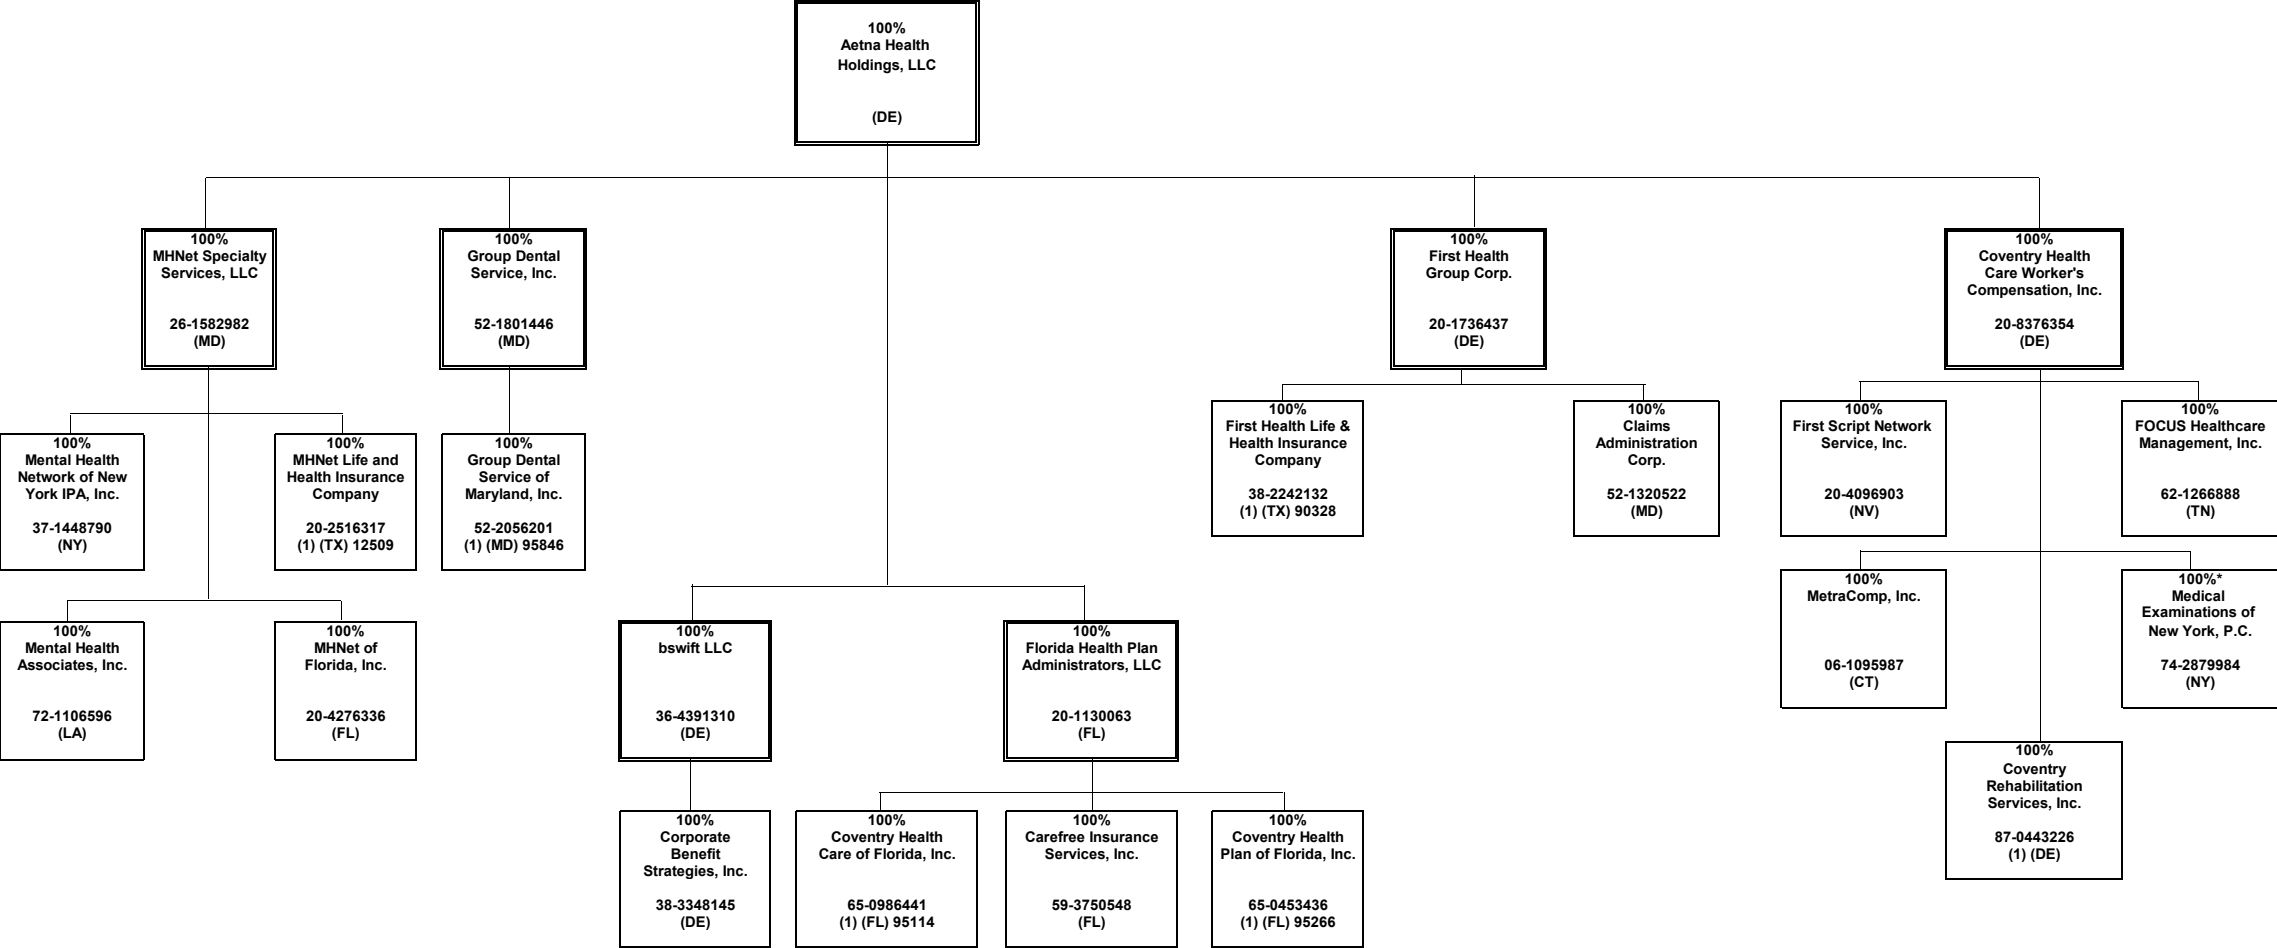 100%
Aetna Health
Holdings, LLC
(DE)
100%
MHNet Specialty
Services, LLC
26-1582982
(MD)
100%
Group Dental
Service, Inc.
52-1801446
(MD)
100%
First Health
Group Corp.
20-1736437
(DE)
100%
Coventry Health
Care Worker's
Compensation, Inc.
20-8376354
(DE)
100%
Mental Health
Network of New
York IPA, Inc.
37-1448790
(NY)
100%
MHNet Life and
Health Insurance
Company
20-2516317
(1) (TX) 12509
100%
Group Dental
Service of
Maryland, Inc.
52-2056201
(1) (MD) 95846
100%
First Health Life &
Health Insurance
Company
38-2242132
(1) (TX) 90328
100%
Claims
Administration
Corp.
52-1320522
(MD)
100%
First Script Network
Service, Inc.
20-4096903
(NV)
100%
FOCUS Healthcare
Management, Inc.
62-1266888
(TN)
100%
Mental Health
Associates, Inc.
72-1106596
(LA)
100%
MHNet of
Florida, Inc.
20-4276336
(FL)
100%
bswift LLC
36-4391310
(DE)
100%
Florida Health Plan
Administrators, LLC
20-1130063
(FL)
100%
MetraComp, Inc.
06-1095987
(CT)
100%*
Medical
Examinations of
New York, P.C.
74-2879984
(NY)
100%
Coventry
Rehabilitation
Services, Inc.
87-0443226
(1) (DE)
100%
Corporate
Benefit
Strategies, Inc.
38-3348145
(DE)
100%
Coventry Health
Care of Florida, Inc.
65-0986441
(1) (FL) 95114
100%
Carefree Insurance
Services, Inc.
59-3750548
(FL)
100%
Coventry Health
Plan of Florida, Inc.
65-0453436
(1) (FL) 95266